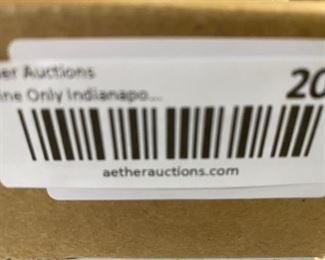 er Auctions
ine Only Indianapo...
20
aetherauctions.com